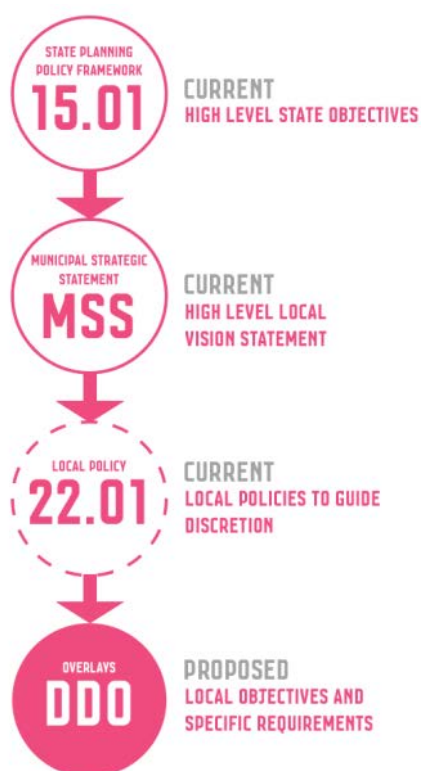 STATE PLANNING
POLICY FRAMEWORK
15.01
CURRENT
HIGH LEVEL STATE OBJECTIVES
MUNICIPAL STRATEGIC
STATEMENT
MSS
CURRENT
HIGH LEVEL LOCAL
VISION STATEMENT
LOCAL POLICY
22.01
CURRENT
LOCAL POLICIES TO GUIDE
DISCRETION
OVERLAYS
DDO
PROPOSED
LOCAL OBJECTIVES AND
SPECIFIC REQUIREMENTS